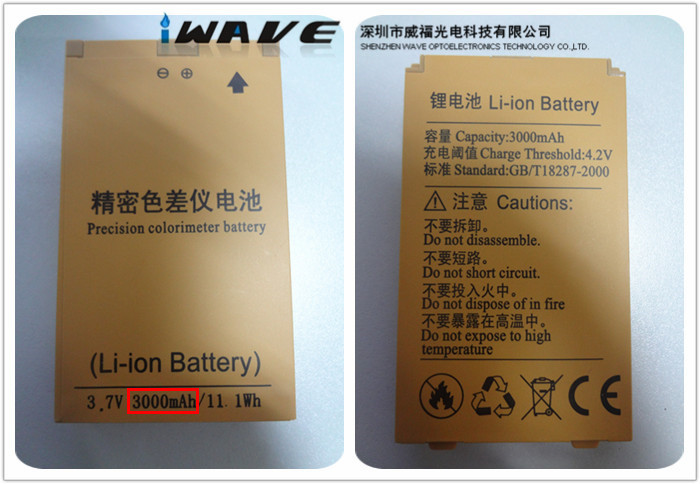 iWAVE
深圳市威福光电科技有限公司
SHENZHEN WAVE OPTOELECTRONICS TECHNOLOGY CO.,LTD.
精密色差仪电池
Precision colorimeter battery
(Li-ion Battery)
3.7V 3000mAh/11.1Wh
锂电池 Li-ion Battery
容量 Capacity:3000mAh
充电阈值 Charge Threshold:4.2V
标准 Standard:GB/T18287-2000
注意 Cautions:
不要拆卸。
Do not disassemble.
不要短路。
Do not short circuit.
不要投入火中。
Do not dispose of in fire
不要暴露在高温中。
Do not expose to high
temperature
CE